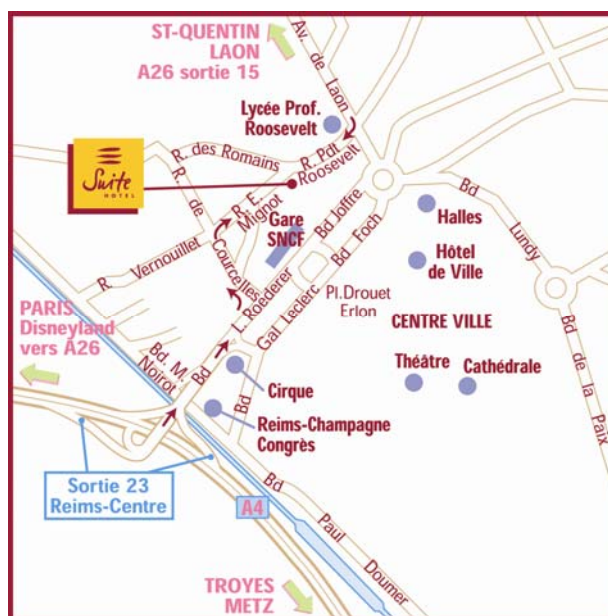 ST-QUENTIN
LAON
A26 sortie 15
Av. de Laon
Lycée Prof.
Roosevelt
R. des Romains
R. Pdt
Roosevelt
Suite
HOTEL
R. E.
Mignot
R. de
Courcelles
Gare
SNCF
Bd Joffre
Bd Foch
Bd Lundy
Halles
Hôtel
de Ville
R. Vernouillet
Bd L. Roederer
Gal Leclerc
Pl.Drouet
Erlon
CENTRE VILLE
PARIS
Disneyland
vers A26
Bd. M.
Noirot
Théâtre
Cathédrale
Bd de la Paix
Cirque
Bd
Reims-Champagne
Congrès
Sortie 23
Reims-Centre
A4
Bd Paul Doumer
TROYES
METZ